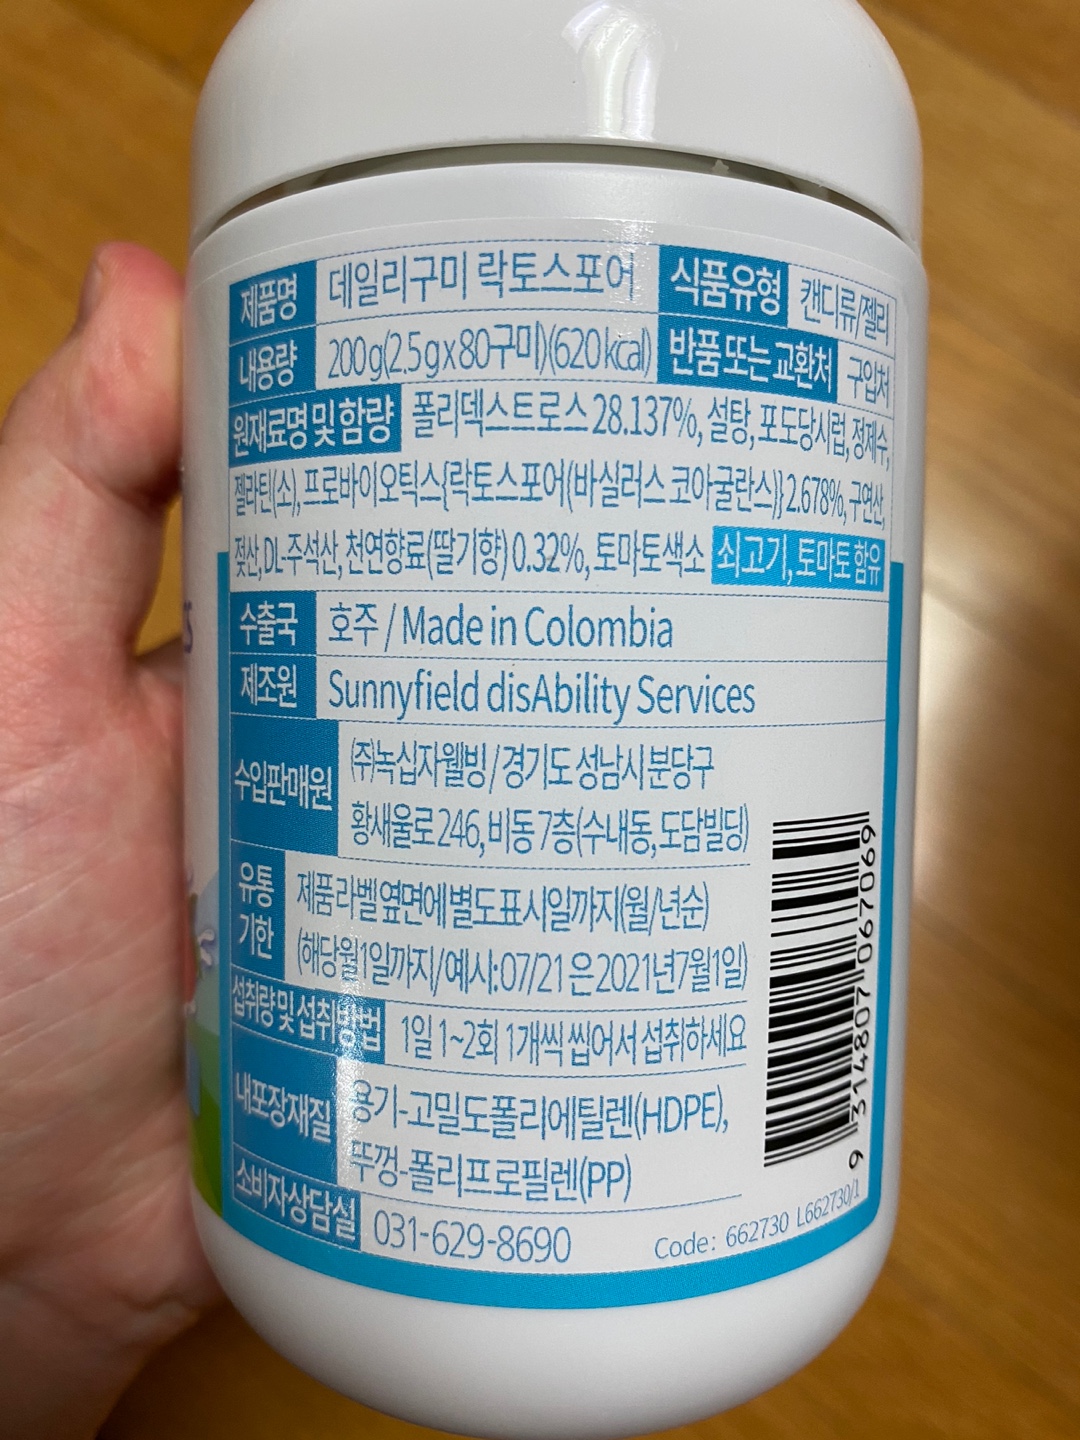 제품명 데일리구미 락토스포어 식품유형 캔디류/젤리
내용량 200g(2.5gx80구미)(620kcal) 반품 또는 교환처 구입처
원재료명 및 함량 폴리덱스트로스 28.137%, 설탕, 포도당시럽, 정제수,
젤라틴(소), 프로바이오틱스{락토스포어(바실러스 코아굴란스)} 2.678%, 구연산,
젖산, DL-주석산, 천연향료(딸기향) 0.32%, 토마토색소 쇠고기, 토마토 함유
수출국 호주 / Made in Colombia
제조원 Sunnyfield disAbility Services
수입판매원 (주)녹십자웰빙 / 경기도 성남시 분당구
황새울로 246, 비동 7층(수내동, 도담빌딩)
유통
기한
제품 라벨 옆면에 별도 표시일까지(월/년순)
(해당월 1일까지/예시: 07/21 은 2021년 7월 1일)
섭취량 및 섭취방법 1일 1~2회 1개씩 씹어서 섭취하세요
내포장재질 용기-고밀도폴리에틸렌(HDPE),
뚜껑-폴리프로필렌(PP)
소비자상담실 031-629-8690
9 314807 067069
Code: 662730 L662730/1